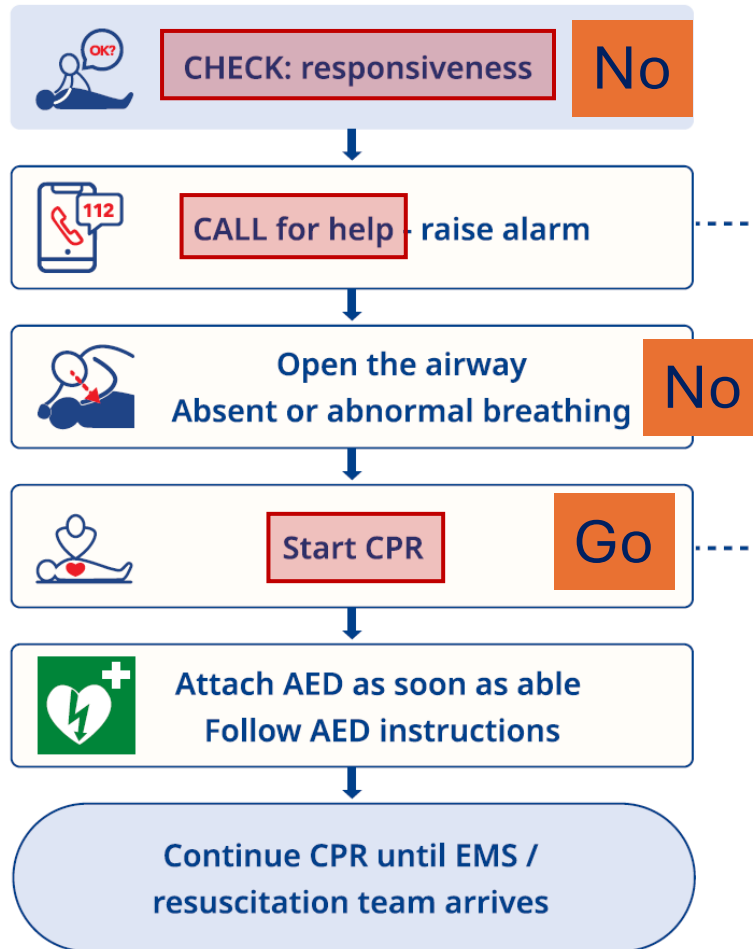 OK?
CHECK: responsiveness
No
112
CALL for help - raise alarm
Open the airway
Absent or abnormal breathing
No
Start CPR
Go
Attach AED as soon as able
Follow AED instructions
Continue CPR until EMS /
resuscitation team arrives